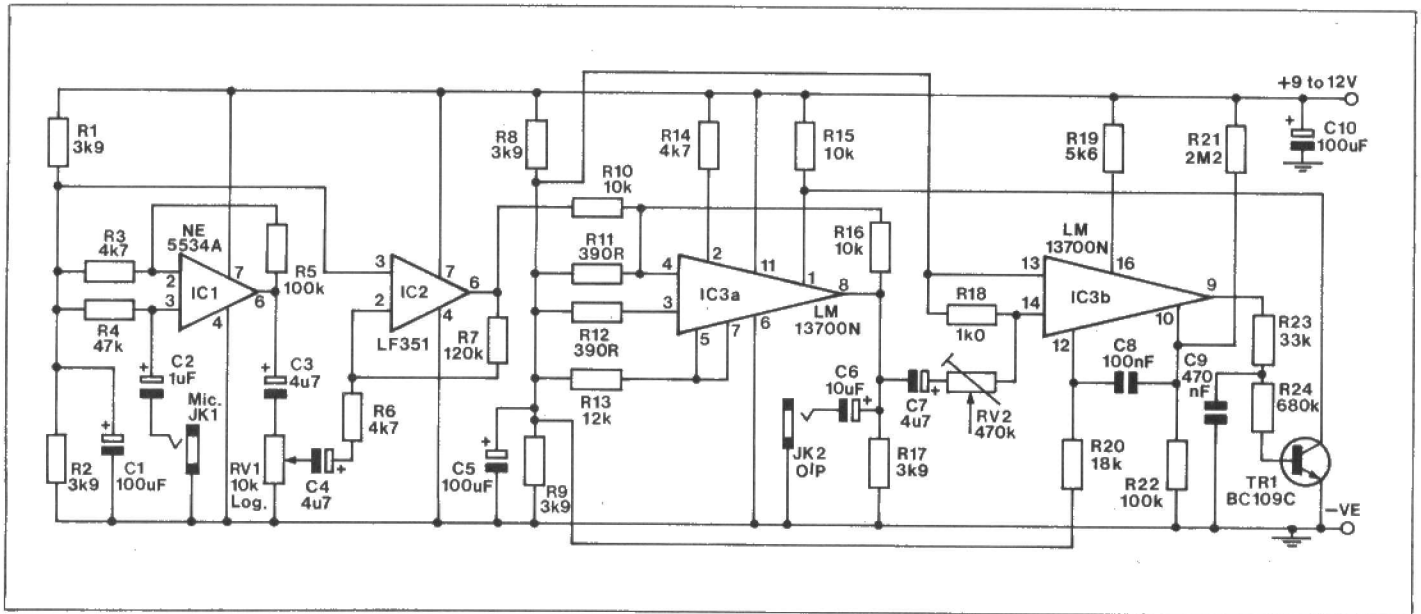 +9 to 12V
R1
3k9
R8
3k9
R14
4k7
R15
10k
R19
5k6
R21
2M2
+
C10
100uF
R10
10k
NE
5534A
R3
4k7
R5
100k
R11
390R
R16
10k
LM
13700N
2
3
7
6
4
IC1
3
2
7
6
4
IC2
LF351
4
3
2
11
1
8
5
7
6
IC3a
LM
13700N
13
14
16
9
10
12
IC3b
R4
47k
R12
390R
R18
1k0
R7
120k
R23
33k
+
C2
1uF
C3
4u7
+
R13
12k
C6
10uF
+
C8
100nF
C9
470
nF
R24
680k
Mic.
JK1
R6
4k7
C7
4u7
+
RV2
470k
R2
3k9
+
C1
100uF
RV1
10k
Log.
+
C4
4u7
+
C5
100uF
R9
3k9
JK2
O/P
R17
3k9
R20
18k
R22
100k
TR1
BC109C
-VE